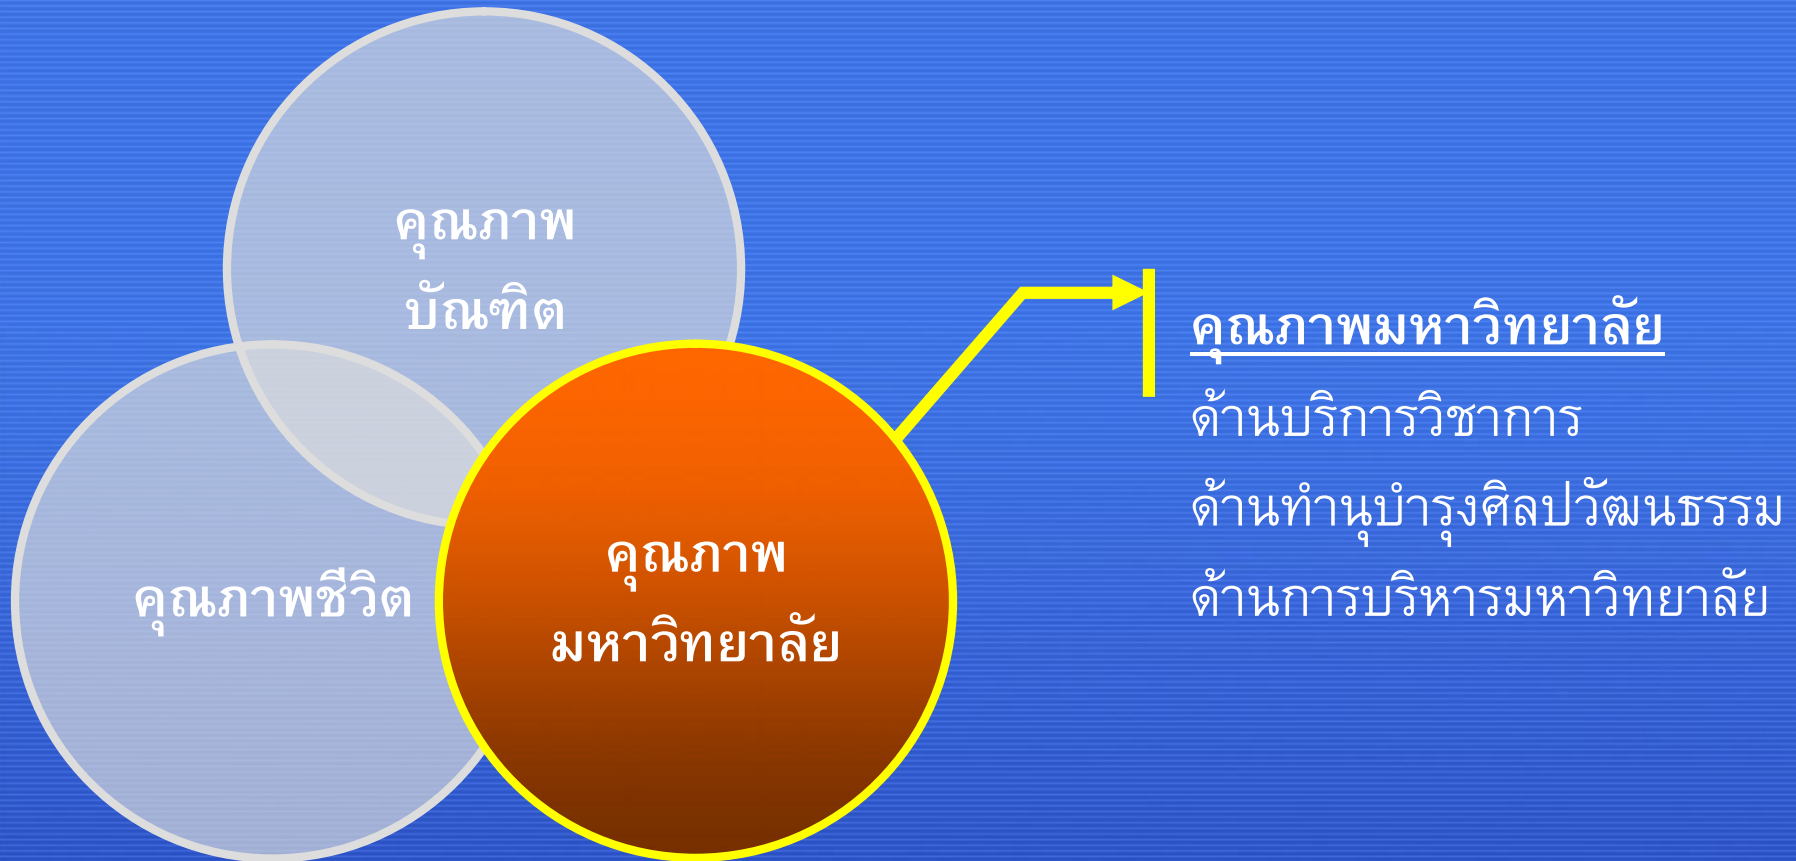 คุณภาพ
บัณฑิต
คุณภาพชีวิต
คุณภาพ
มหาวิทยาลัย
คุณภาพมหาวิทยาลัย
ด้านบริการวิชาการ
ด้านทำนุบำรุงศิลปวัฒนธรรม
ด้านการบริหารมหาวิทยาลัย